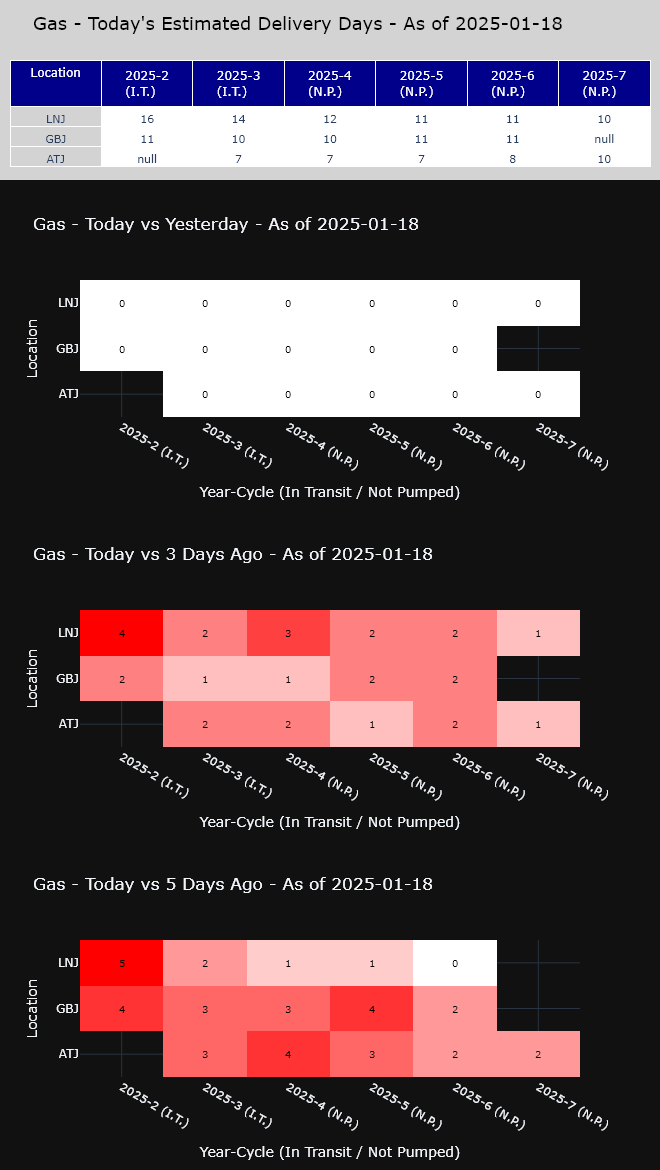 Gas - Today's Estimated Delivery Days - As of 2025-01-18
Location 2025-2 (I.T.) 2025-3 (I.T.) 2025-4 (N.P.) 2025-5 (N.P.) 2025-6 (N.P.) 2025-7 (N.P.)
LNJ 16 14 12 11 11 10
GBJ 11 10 10 11 11 null
ATJ null 7 7 7 8 10
Gas - Today vs Yesterday - As of 2025-01-18
Location
LNJ 0 0 0 0 0 0
GBJ 0 0 0 0 0
ATJ 0 0 0 0 0
2025-2 (I.T.) 2025-3 (I.T.) 2025-4 (N.P.) 2025-5 (N.P.) 2025-6 (N.P.) 2025-7 (N.P.)
Year-Cycle (In Transit / Not Pumped)
Gas - Today vs 3 Days Ago - As of 2025-01-18
Location
LNJ 4 2 3 2 2 1
GBJ 2 1 1 2 2
ATJ 2 2 1 2 1
2025-2 (I.T.) 2025-3 (I.T.) 2025-4 (N.P.) 2025-5 (N.P.) 2025-6 (N.P.) 2025-7 (N.P.)
Year-Cycle (In Transit / Not Pumped)
Gas - Today vs 5 Days Ago - As of 2025-01-18
Location
LNJ 5 2 1 1 0
GBJ 4 3 3 4 2
ATJ 3 4 3 2 2
2025-2 (I.T.) 2025-3 (I.T.) 2025-4 (N.P.) 2025-5 (N.P.) 2025-6 (N.P.) 2025-7 (N.P.)
Year-Cycle (In Transit / Not Pumped)